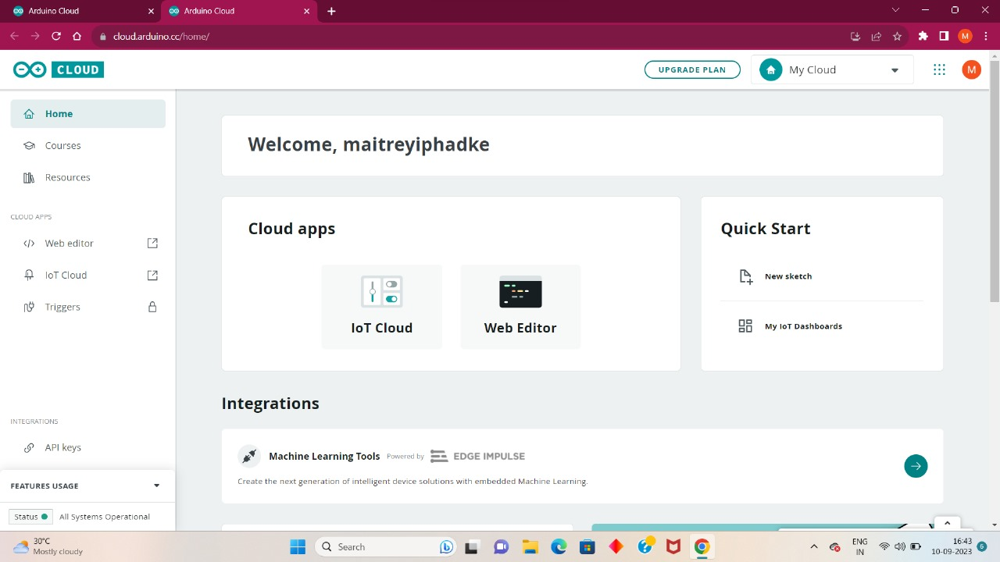 Arduino Cloud
Arduino Cloud
cloud.arduino.cc/home/
M
CLOUD
UPGRADE PLAN
My Cloud
M
Home
Courses
Resources
CLOUD APPS
Web editor
IoT Cloud
Triggers
INTEGRATIONS
API keys
FEATURES USAGE
Status
All Systems Operational
Welcome, maitreyiphadke
Cloud apps
IoT Cloud
Web Editor
Quick Start
New sketch
My IoT Dashboards
Integrations
Machine Learning Tools Powered by EDGE IMPULSE
Create the next generation of intelligent device solutions with embedded Machine Learning.
30°C
Mostly cloudy
Search
ENG
IN
16:43
10-09-2023
6